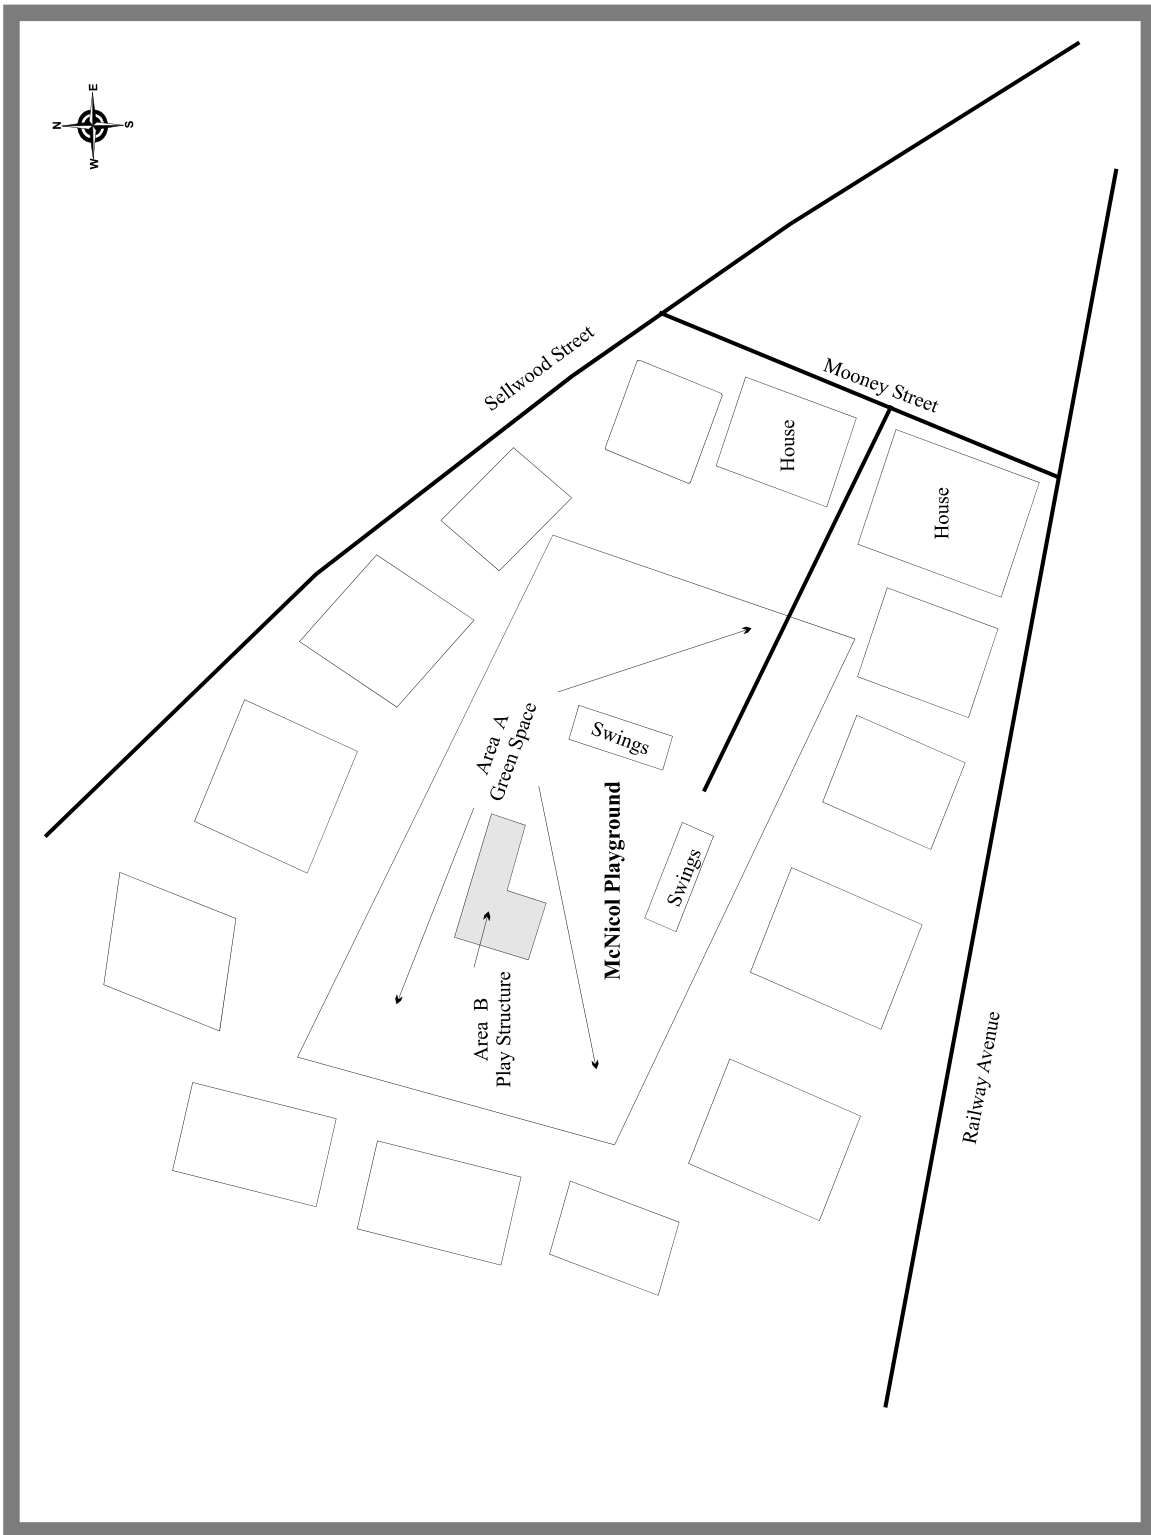 E
N
S
W
Sellwood Street
Mooney Street
House
House
Area A
Green Space
Swings
McNicol Playground
Swings
Area B
Play Structure
Railway Avenue